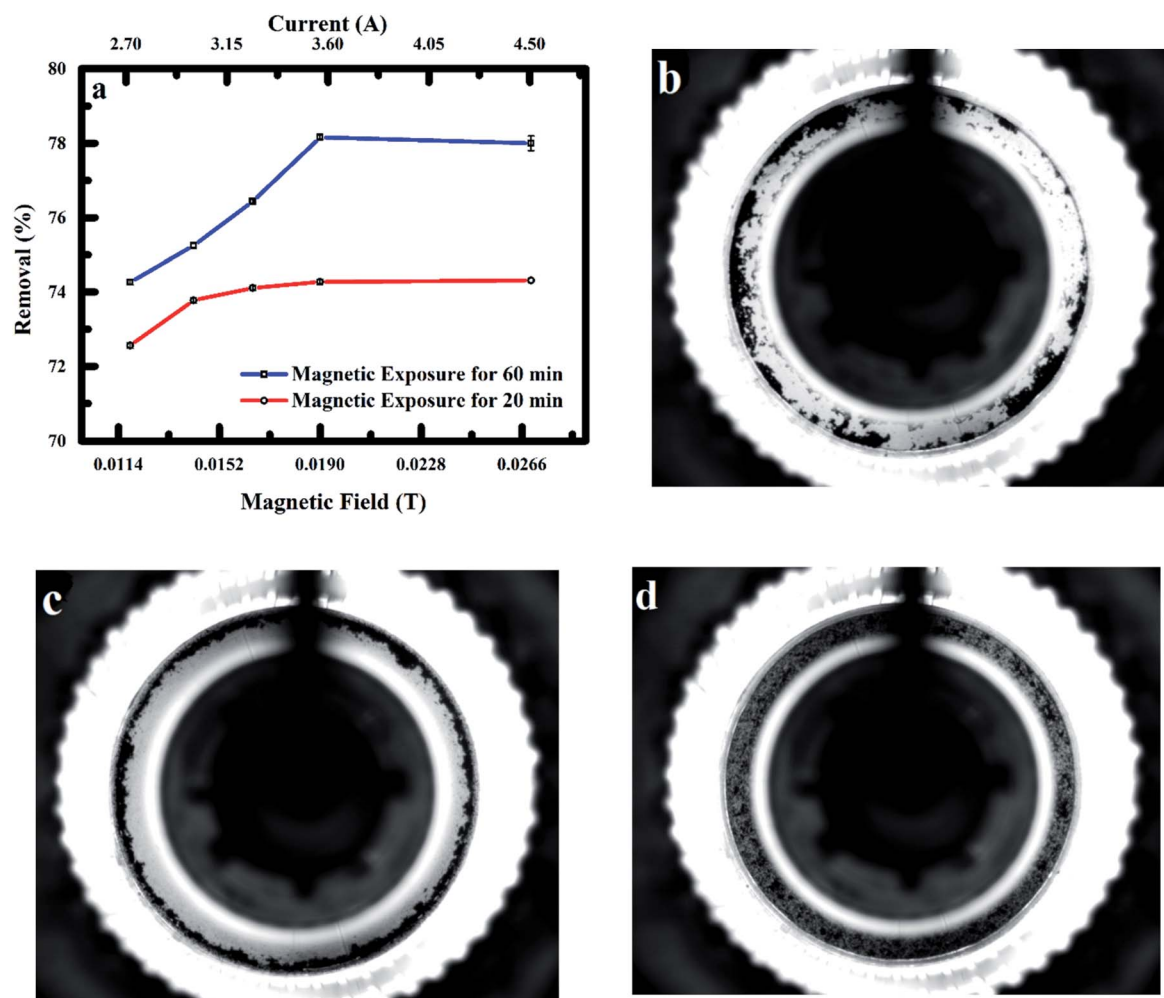 Current (A)
2.70 3.15 3.60 4.05 4.50
80
a
b
78
76
Removal (%)
74
72
Magnetic Exposure for 60 min
Magnetic Exposure for 20 min
70
0.0114 0.0152 0.0190 0.0228 0.0266
Magnetic Field (T)
c
d